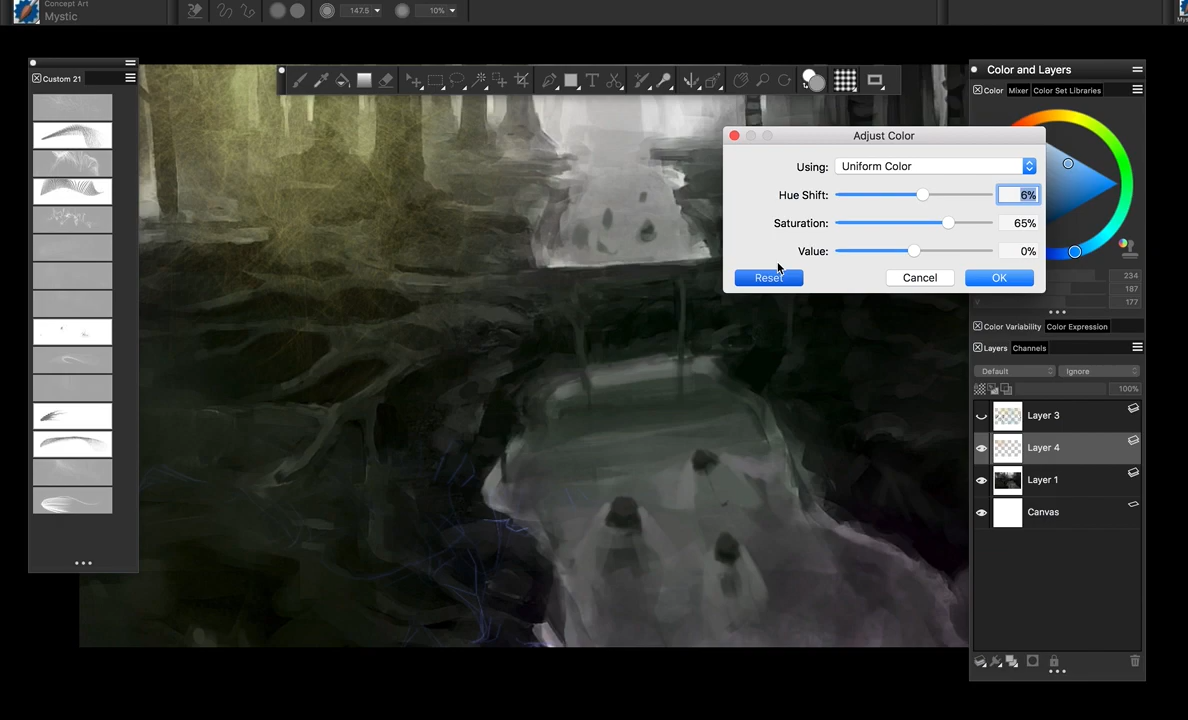 Concept Art
Mystic
147.5
10%
Custom 21
Color and Layers
Color Mixer Color Set Libraries
Adjust Color
Using: Uniform Color
Hue Shift: 6%
Saturation: 65%
Value: 0%
Reset Cancel OK
234
187
V 177
Color Variability Color Expression
Layers Channels
Default Ignore
100%
Layer 3
Layer 4
Layer 1
Canvas